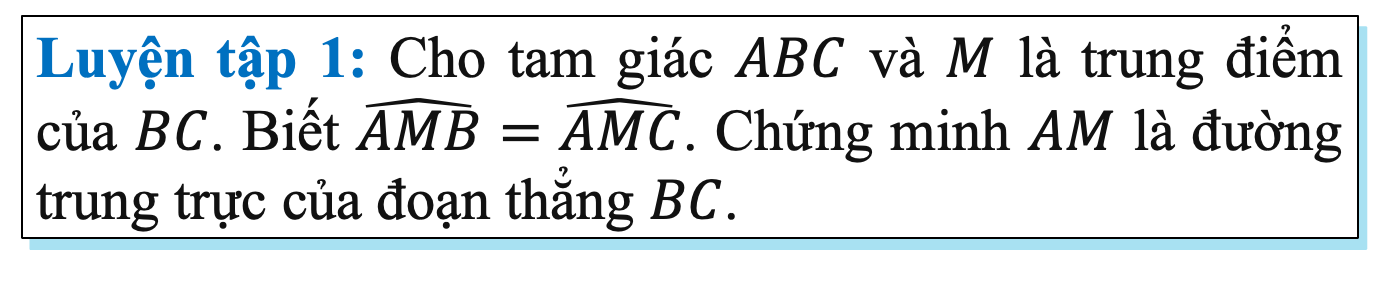 Luyện tập 1: Cho tam giác ABC và M là trung điểm
của BC. Biết $\widehat{AMB}$ = $\widehat{AMC}$. Chứng minh AM là đường
trung trực của đoạn thẳng BC.